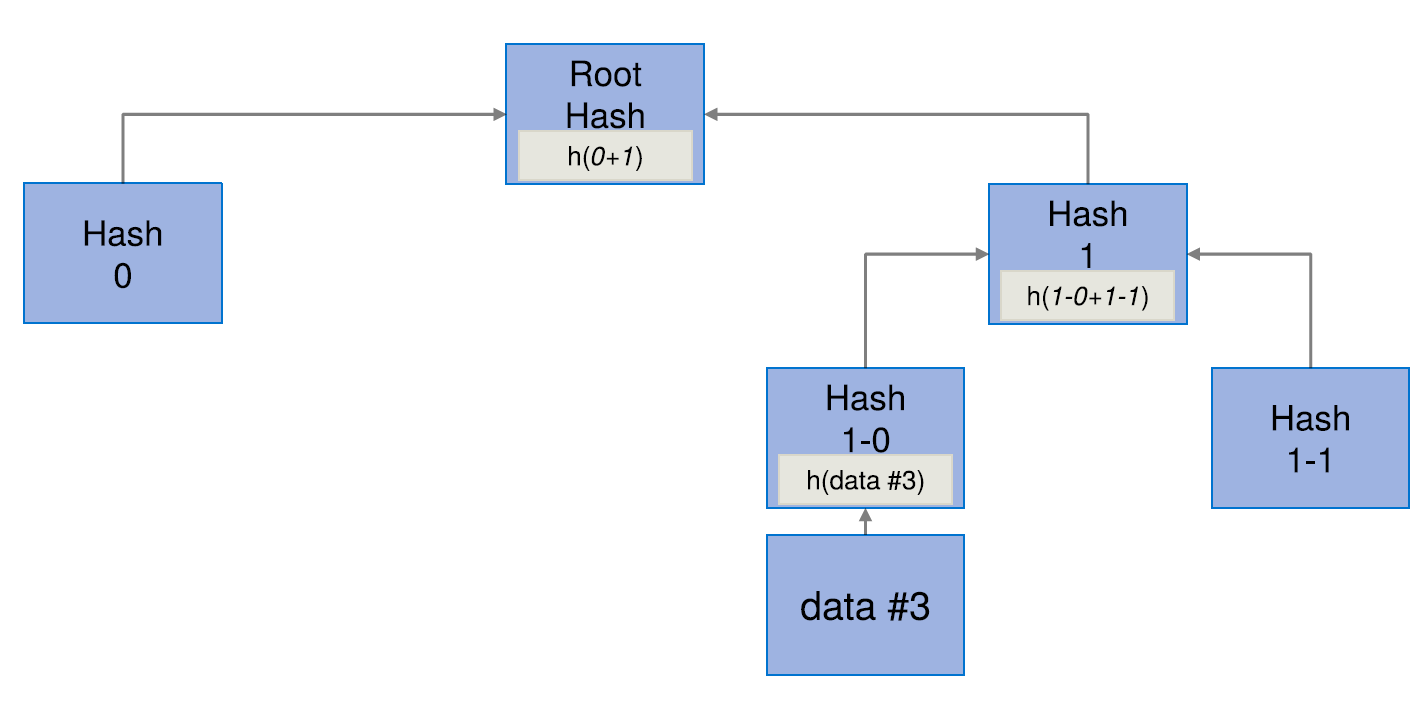 Root
Hash
h(0+1)
Hash
0
Hash
1
h(1-0+1-1)
Hash
1-0
h(data #3)
Hash
1-1
data #3